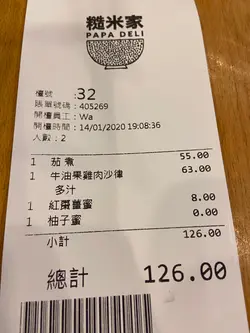 糙米家
PAPA DELI
檯號 :32
賬單號碼:405269
開檯員工:Wa
開檯時間:14/01/2020 19:08:36
人數:2
1 茄煮 55.00
1 牛油果雞肉沙律 63.00
多汁
1 紅棗薑蜜 8.00
1 柚子蜜 0.00
小計 126.00
總計 126.00